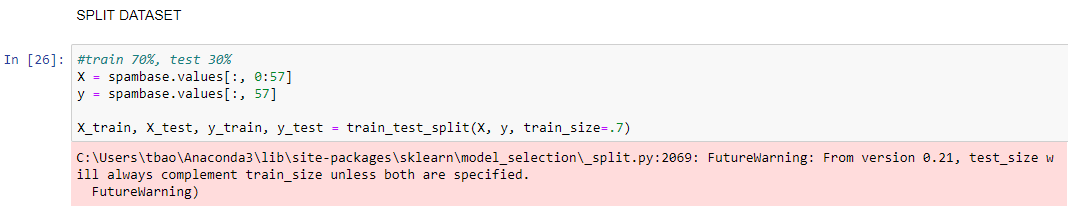 SPLIT DATASET
In [26]: #train 70%, test 30%
X = spambase.values[:, 0:57]
y = spambase.values[:, 57]
X_train, X_test, y_train, y_test = train_test_split(X, y, train_size=.7)
C:\Users\tbao\Anaconda3\lib\site-packages\sklearn\model_selection\_split.py:2069: FutureWarning: From version 0.21, test_size w
ill always complement train_size unless both are specified.
  FutureWarning)